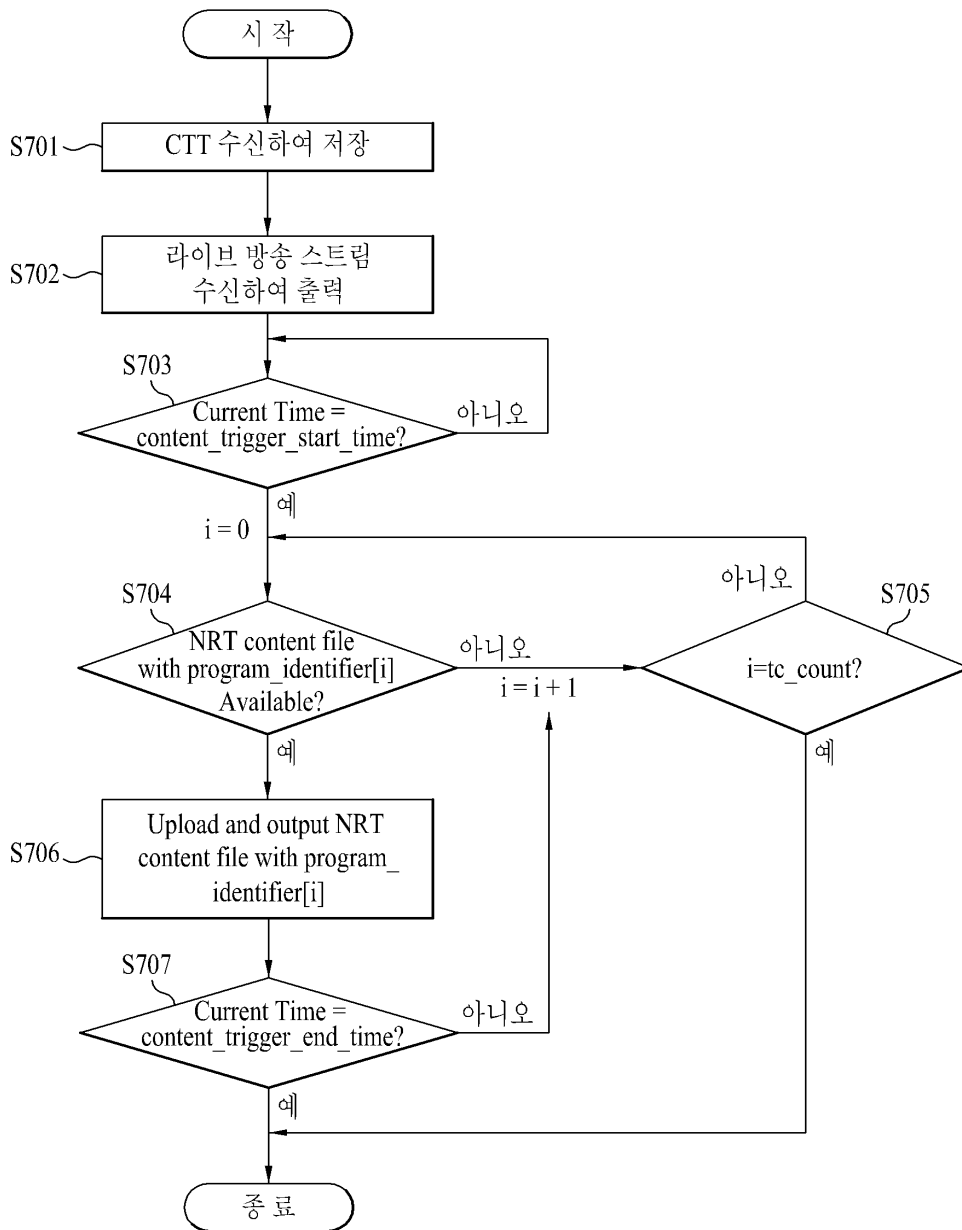 시작
S701
CTT 수신하여 저장
S702
라이브 방송 스트림
수신하여 출력
S703
Current Time =
content_trigger_start_time?
아니오
예
i = 0
S704
NRT content file
with program_identifier[i]
Available?
아니오
i = i + 1
아니오
S705
i=tc_count?
예
예
S706
Upload and output NRT
content file with program_
identifier[i]
S707
Current Time =
content_trigger_end_time?
아니오
예
종료